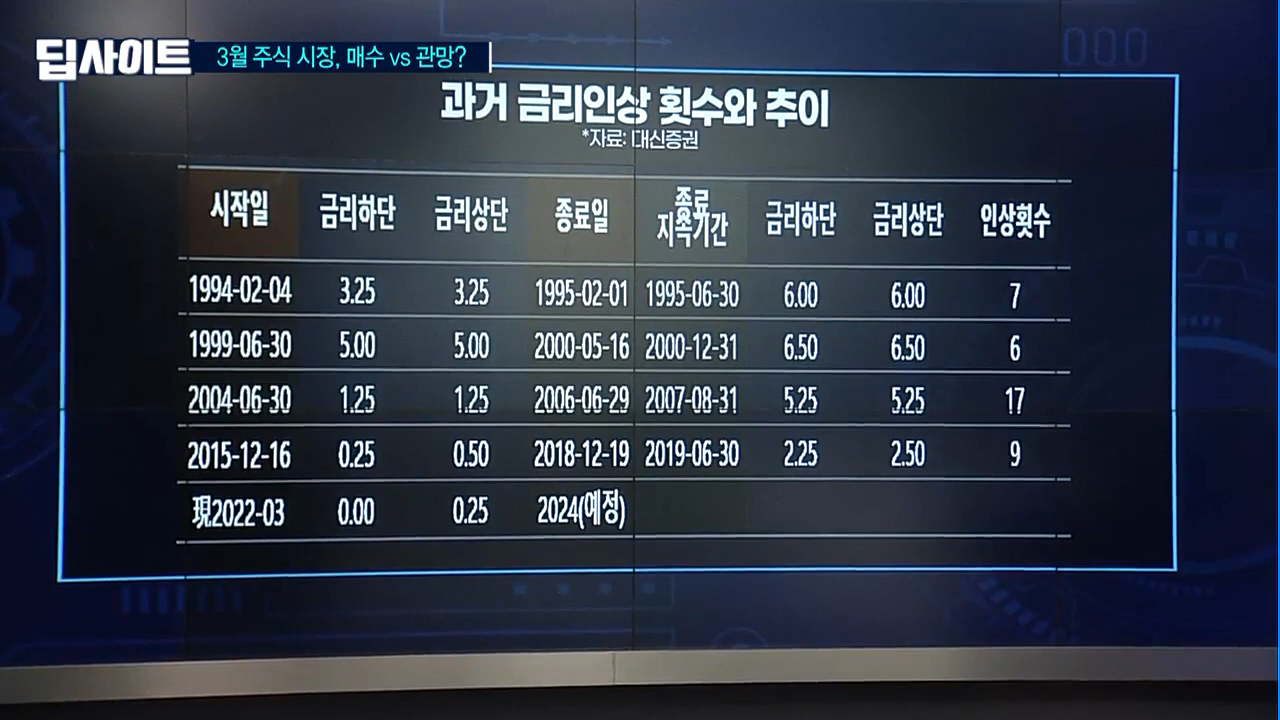 딥사이트
3월 주식 시장, 매수 vs 관망?
과거 금리인상 횟수와 추이
*자료: 대신증권
시작일 금리하단 금리상단 종료일 종료 지속기간 금리하단 금리상단 인상횟수
1994-02-04 3.25 3.25 1995-02-01 1995-06-30 6.00 6.00 7
1999-06-30 5.00 5.00 2000-05-16 2000-12-31 6.50 6.50 6
2004-06-30 1.25 1.25 2006-06-29 2007-08-31 5.25 5.25 17
2015-12-16 0.25 0.50 2018-12-19 2019-06-30 2.25 2.50 9
現2022-03 0.00 0.25 2024(예정)
000